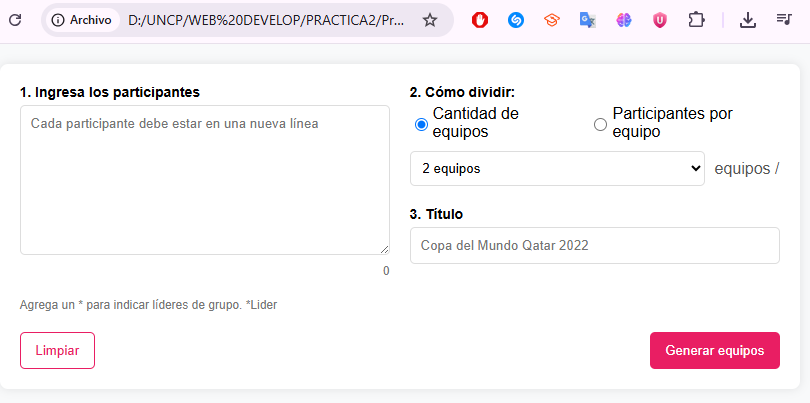 Archivo D:/UNCP/WEB%20DEVELOP/PRACTICA2/Pr...
1. Ingresa los participantes
Cada participante debe estar en una nueva línea
0
Agrega un * para indicar líderes de grupo. *Lider
Limpiar
2. Cómo dividir:
Cantidad de
equipos
Participantes por
equipo
2 equipos
equipos /
3. Título
Copa del Mundo Qatar 2022
Generar equipos